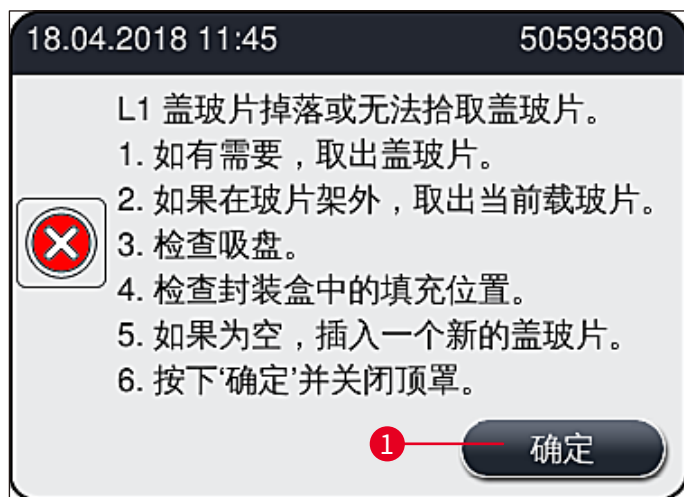 18.04.2018 11:45 50593580
L1 盖玻片掉落或无法拾取盖玻片。
1. 如有需要，取出盖玻片。
2. 如果在玻片架外，取出当前载玻片。
3. 检查吸盘。
4. 检查封装盒中的填充位置。
5. 如果为空，插入一个新的盖玻片。
6. 按下‘确定’并关闭顶罩。
1 确定